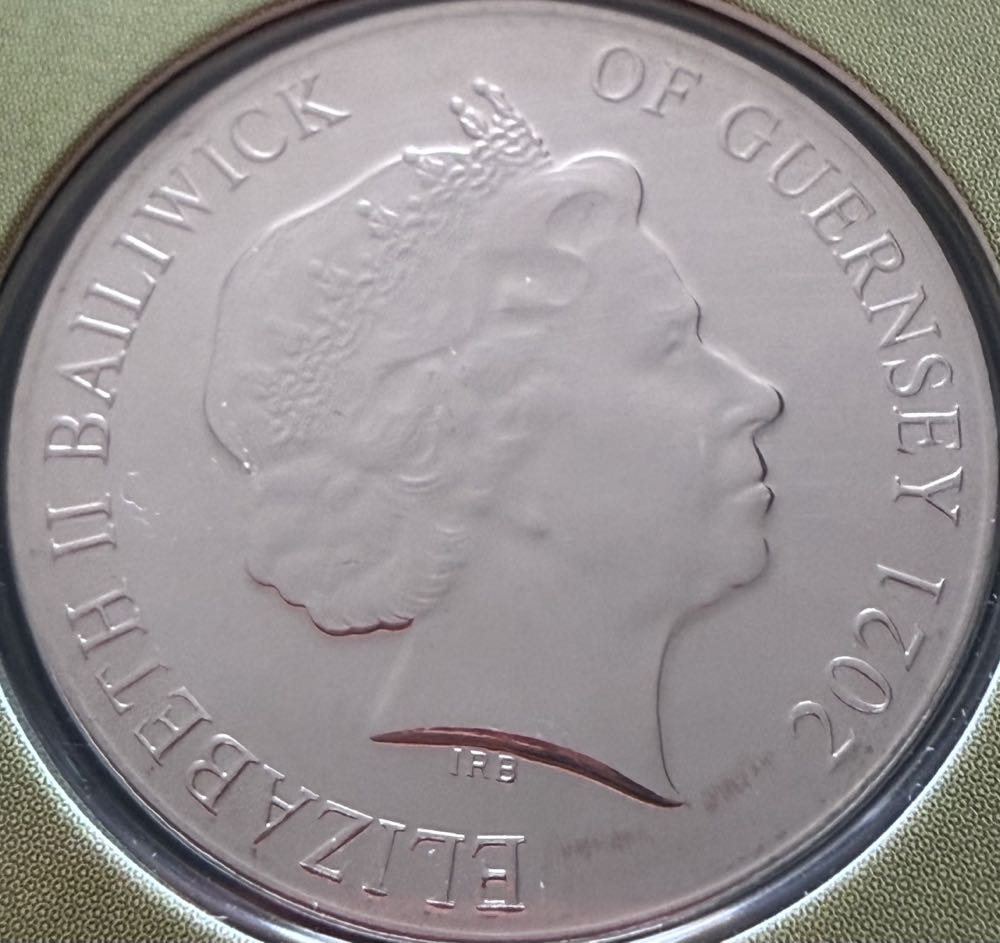 ELIZABETH II BAILIWICK OF GUERNSEY 2021
IRB